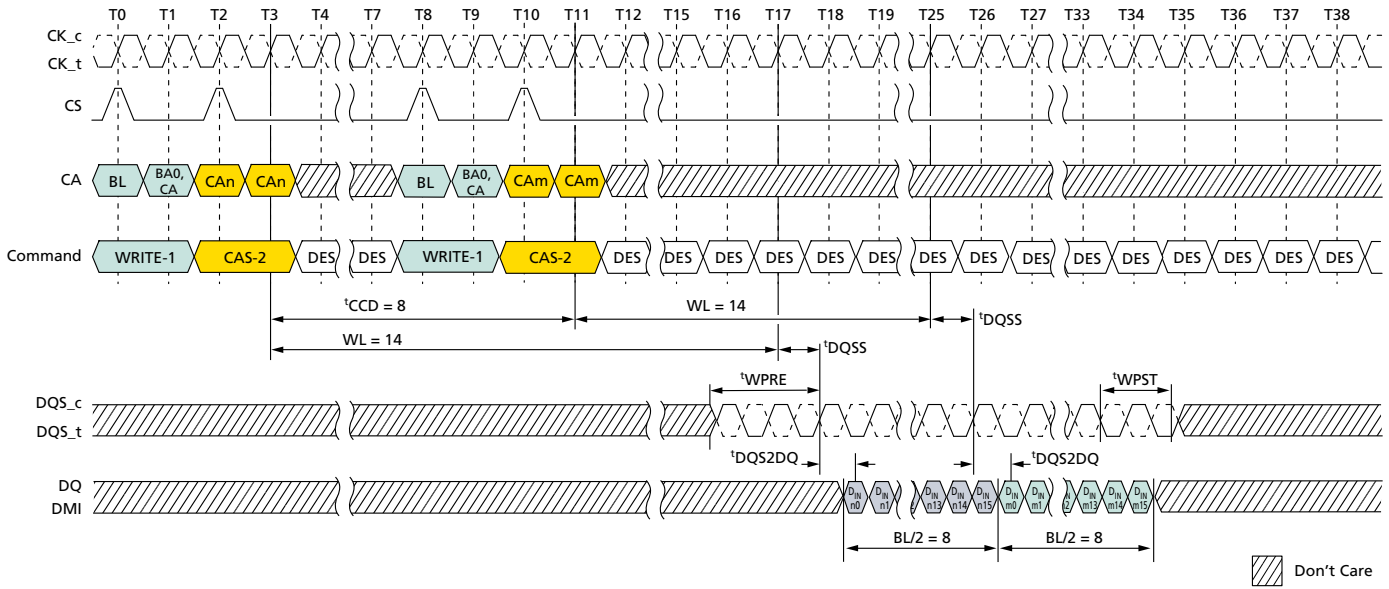 T0 T1 T2 T3 T4 T7 T8 T9 T10 T11 T12 T15 T16 T17 T18 T19 T25 T26 T27 T33 T34 T35 T36 T37 T38
CK_c
CK_t
CS
CA BL BA0, CA CAn CAn BL BA0, CA CAm CAm
Command WRITE-1 CAS-2 DES DES WRITE-1 CAS-2 DES DES DES DES DES DES DES DES DES DES DES DES DES DES DES
tCCD = 8 WL = 14 tDQSS
WL = 14 tDQSS
tWPRE tWPST
DQS_c
DQS_t
tDQS2DQ tDQS2DQ
DQ
DMI
DIN n0 DIN n1 DIN n13 DIN n14 DIN n15 DIN m0 DIN m1 DIN m13 DIN m14 DIN m15
BL/2 = 8 BL/2 = 8
Don't Care